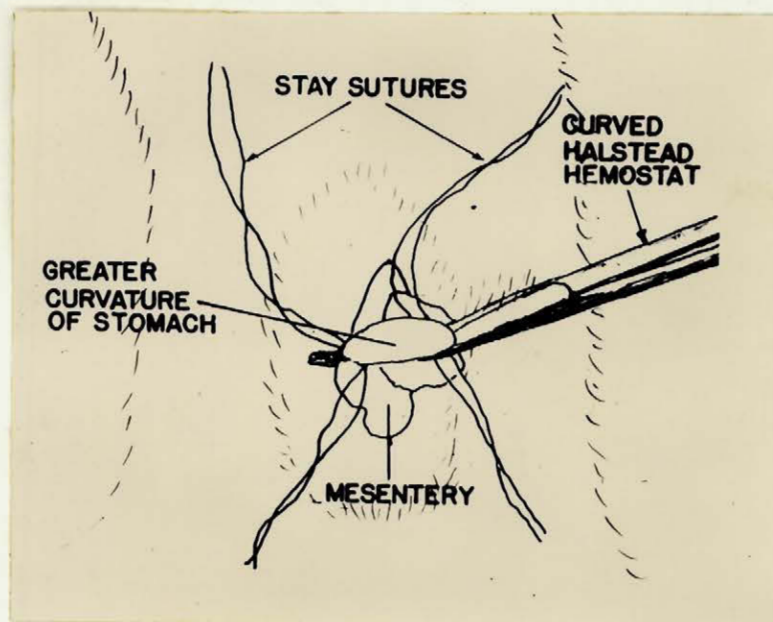 STAY SUTURES
CURVED
HALSTEAD
HEMOSTAT
GREATER
CURVATURE
OF STOMACH
MESENTERY